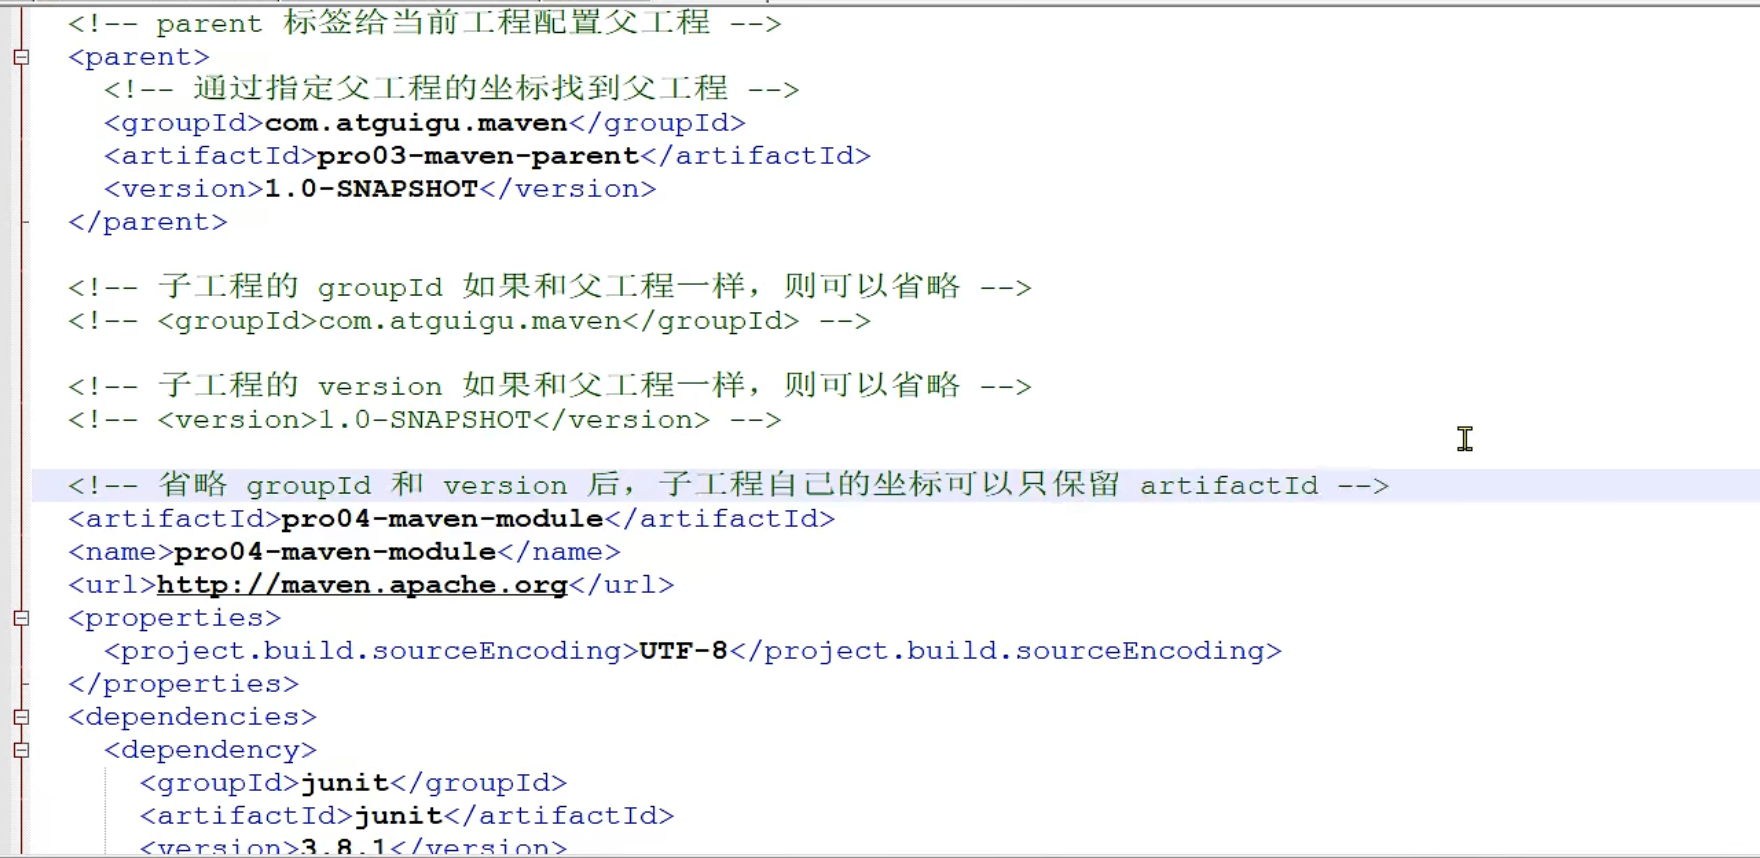 <!-- parent 标签给当前工程配置父工程 -->
<parent>
<!-- 通过指定父工程的坐标找到父工程 -->
<groupId>com.atguigu.maven</groupId>
<artifactId>pro03-maven-parent</artifactId>
<version>1.0-SNAPSHOT</version>
</parent>
<!-- 子工程的 groupId 如果和父工程一样，则可以省略 -->
<!-- <groupId>com.atguigu.maven</groupId> -->
<!-- 子工程的 version 如果和父工程一样，则可以省略 -->
<!-- <version>1.0-SNAPSHOT</version> -->
<!-- 省略 groupId 和 version 后，子工程自己的坐标可以只保留 artifactId -->
<artifactId>pro04-maven-module</artifactId>
<name>pro04-maven-module</name>
<url>http://maven.apache.org</url>
<properties>
<project.build.sourceEncoding>UTF-8</project.build.sourceEncoding>
</properties>
<dependencies>
<dependency>
<groupId>junit</groupId>
<artifactId>junit</artifactId>
<version>3.8.1</version>